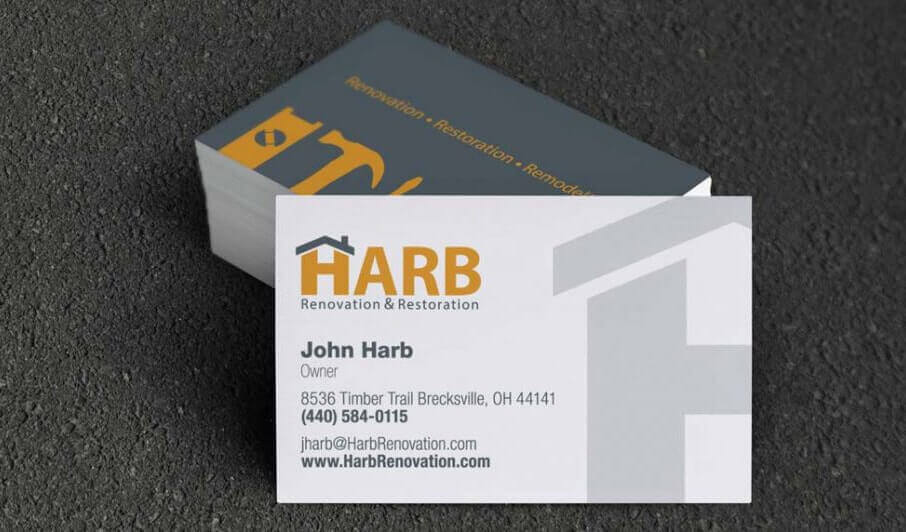 Renovation • Restoration • Remodel
HARB
Renovation & Restoration
John Harb
Owner
8536 Timber Trail Brecksville, OH 44141
(440) 584-0115
jharb@HarbRenovation.com
www.HarbRenovation.com